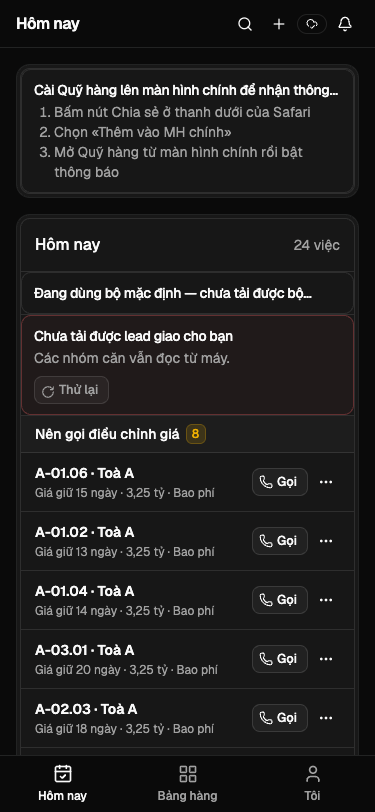 Hôm nay
Cài Quỹ hàng lên màn hình chính để nhận thông...
1. Bấm nút Chia sẻ ở thanh dưới của Safari
2. Chọn «Thêm vào MH chính»
3. Mở Quỹ hàng từ màn hình chính rồi bật
thông báo
Hôm nay
24 việc
Đang dùng bộ mặc định — chưa tải được bộ...
Chưa tải được lead giao cho bạn
Các nhóm căn vẫn đọc từ máy.
Thử lại
Nên gọi điều chỉnh giá 8
A-01.06 · Toà A
Giá giữ 15 ngày · 3,25 tỷ · Bao phí
Gọi
A-01.02 · Toà A
Giá giữ 13 ngày · 3,25 tỷ · Bao phí
Gọi
A-01.04 · Toà A
Giá giữ 14 ngày · 3,25 tỷ · Bao phí
Gọi
A-03.01 · Toà A
Giá giữ 20 ngày · 3,25 tỷ · Bao phí
Gọi
A-02.03 · Toà A
Giá giữ 18 ngày · 3,25 tỷ · Bao phí
Gọi
Hôm nay
Bảng hàng
Tôi